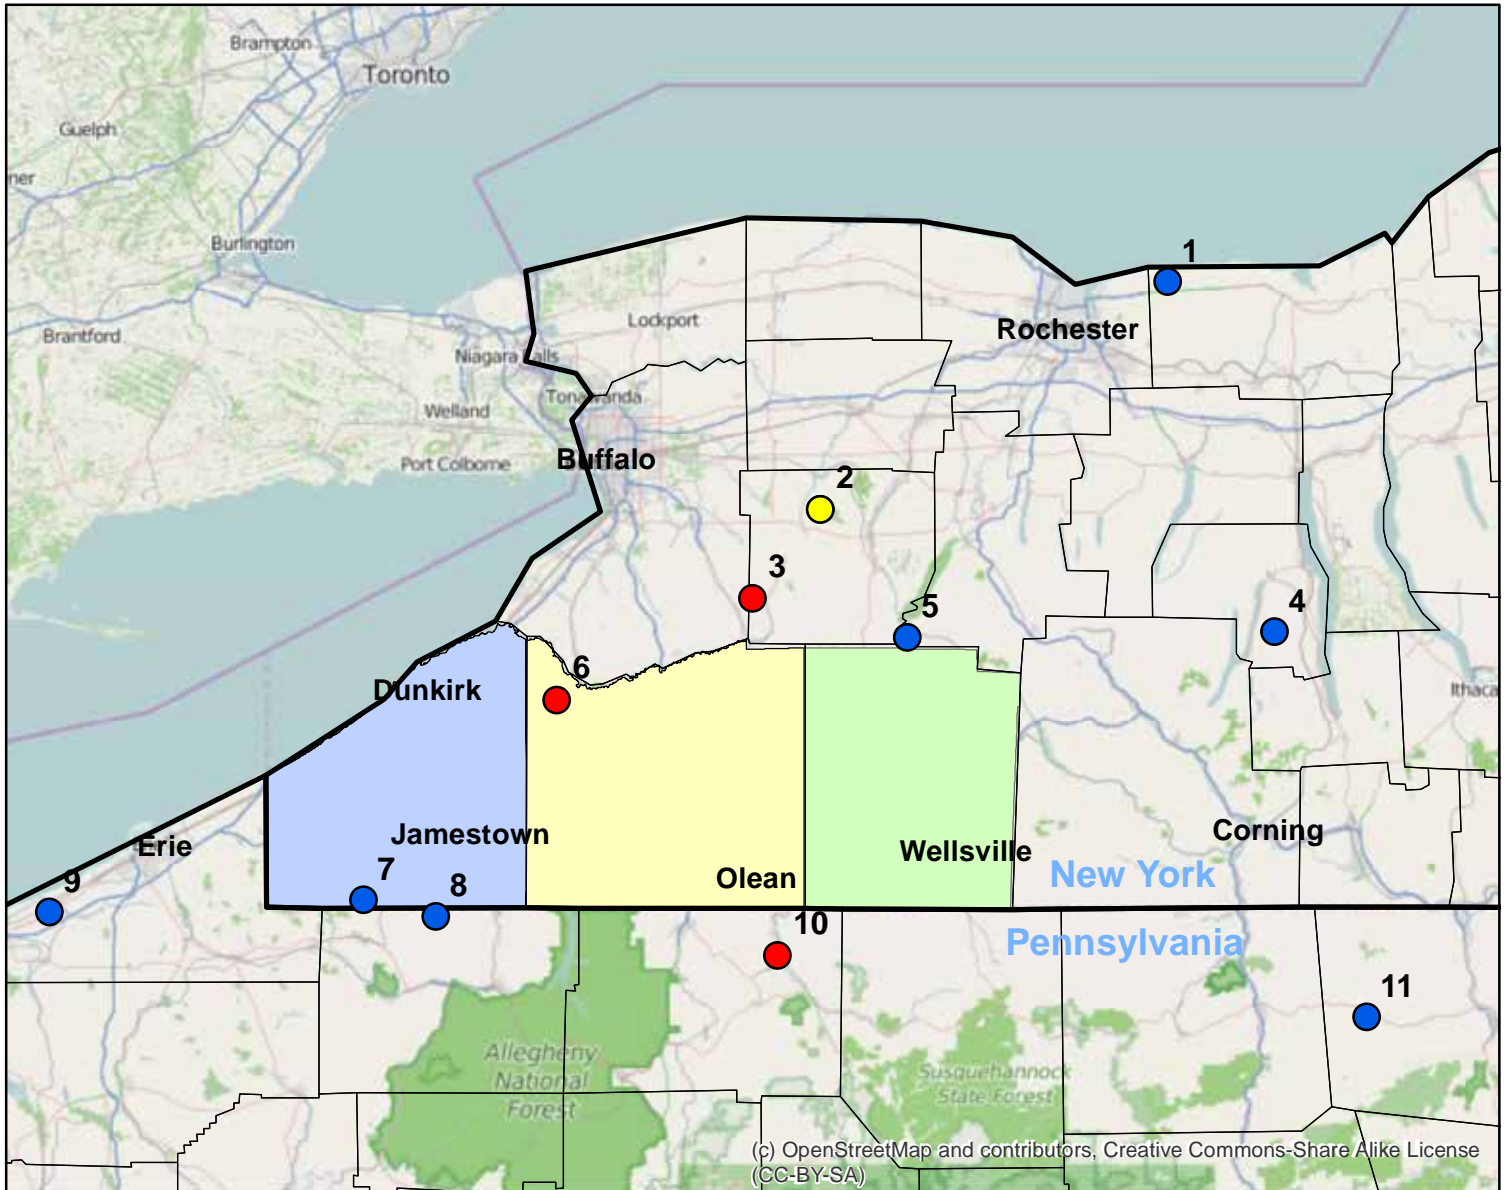 Brampton
Toronto
Guelph
ner
Burlington
1
Brantford
Lockport
Rochester
Niagara Falls
Tonawanda
Welland
Buffalo
Port Colborne
2
3
5
4
6
Dunkirk
Ithaca
Jamestown
Corning
Erie
Wellsville
7
9
8
Olean
New York
10
Pennsylvania
11
Allegheny
National
Forest
Susquehannock
State Forest
(c) OpenStreetMap and contributors, Creative Commons-Share Alike License
(CC-BY-SA)